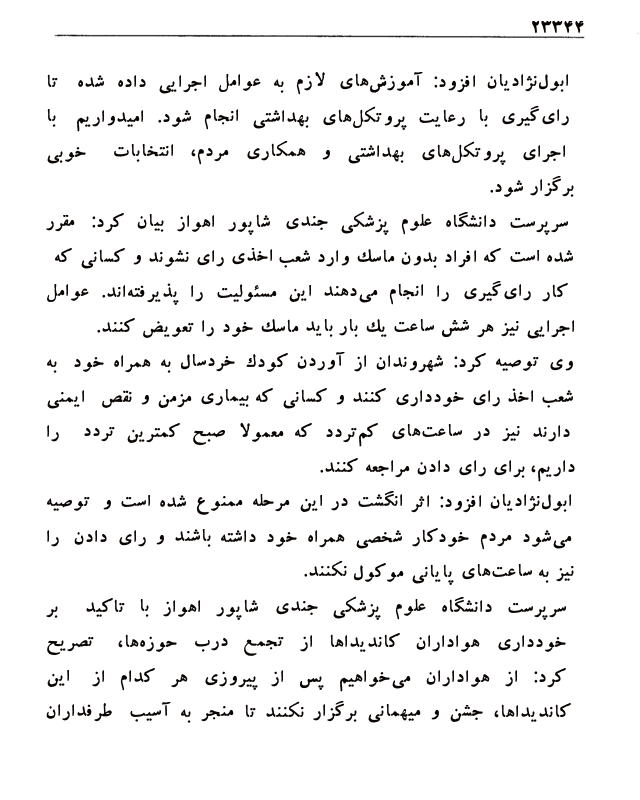 ۲۳۳۴۴
ابول‌نژادیان افزود: آموزش‌های لازم به عوامل اجرایی داده شده تا
رای‌گیری با رعایت پروتکل‌های بهداشتی انجام شود. امیدواریم با
اجرای پروتکل‌های بهداشتی و همکاری مردم، انتخابات خوبی
برگزار شود.
سرپرست دانشگاه علوم پزشکی جندی شاپور اهواز بیان کرد: مقرر
شده است که افراد بدون ماسك وارد شعب اخذی رای نشوند و کسانی که
کار رای‌گیری را انجام می‌دهند این مسئولیت را پذیرفته‌اند. عوامل
اجرایی نیز هر شش ساعت يك بار باید ماسك خود را تعویض کنند.
وی توصیه کرد: شهروندان از آوردن کودك خردسال به همراه خود به
شعب اخذ رای خودداری کنند و کسانی که بیماری مزمن و نقص ایمنی
دارند نیز در ساعت‌های کم‌تردد که معمولا صبح کمترین تردد را
داریم، برای رای دادن مراجعه کنند.
ابول‌نژادیان افزود: اثر انگشت در این مرحله ممنوع شده است و توصیه
می‌شود مردم خودکار شخصی همراه خود داشته باشند و رای دادن را
نیز به ساعت‌های پایانی موکول نکنند.
سرپرست دانشگاه علوم پزشکی جندی شاپور اهواز با تاکید بر
خودداری هواداران کاندیداها از تجمع درب حوزه‌ها، تصریح
کرد: از هواداران می‌خواهیم پس از پیروزی هر کدام از این
کاندیداها، جشن و میهمانی برگزار نکنند تا منجر به آسیب طرفداران